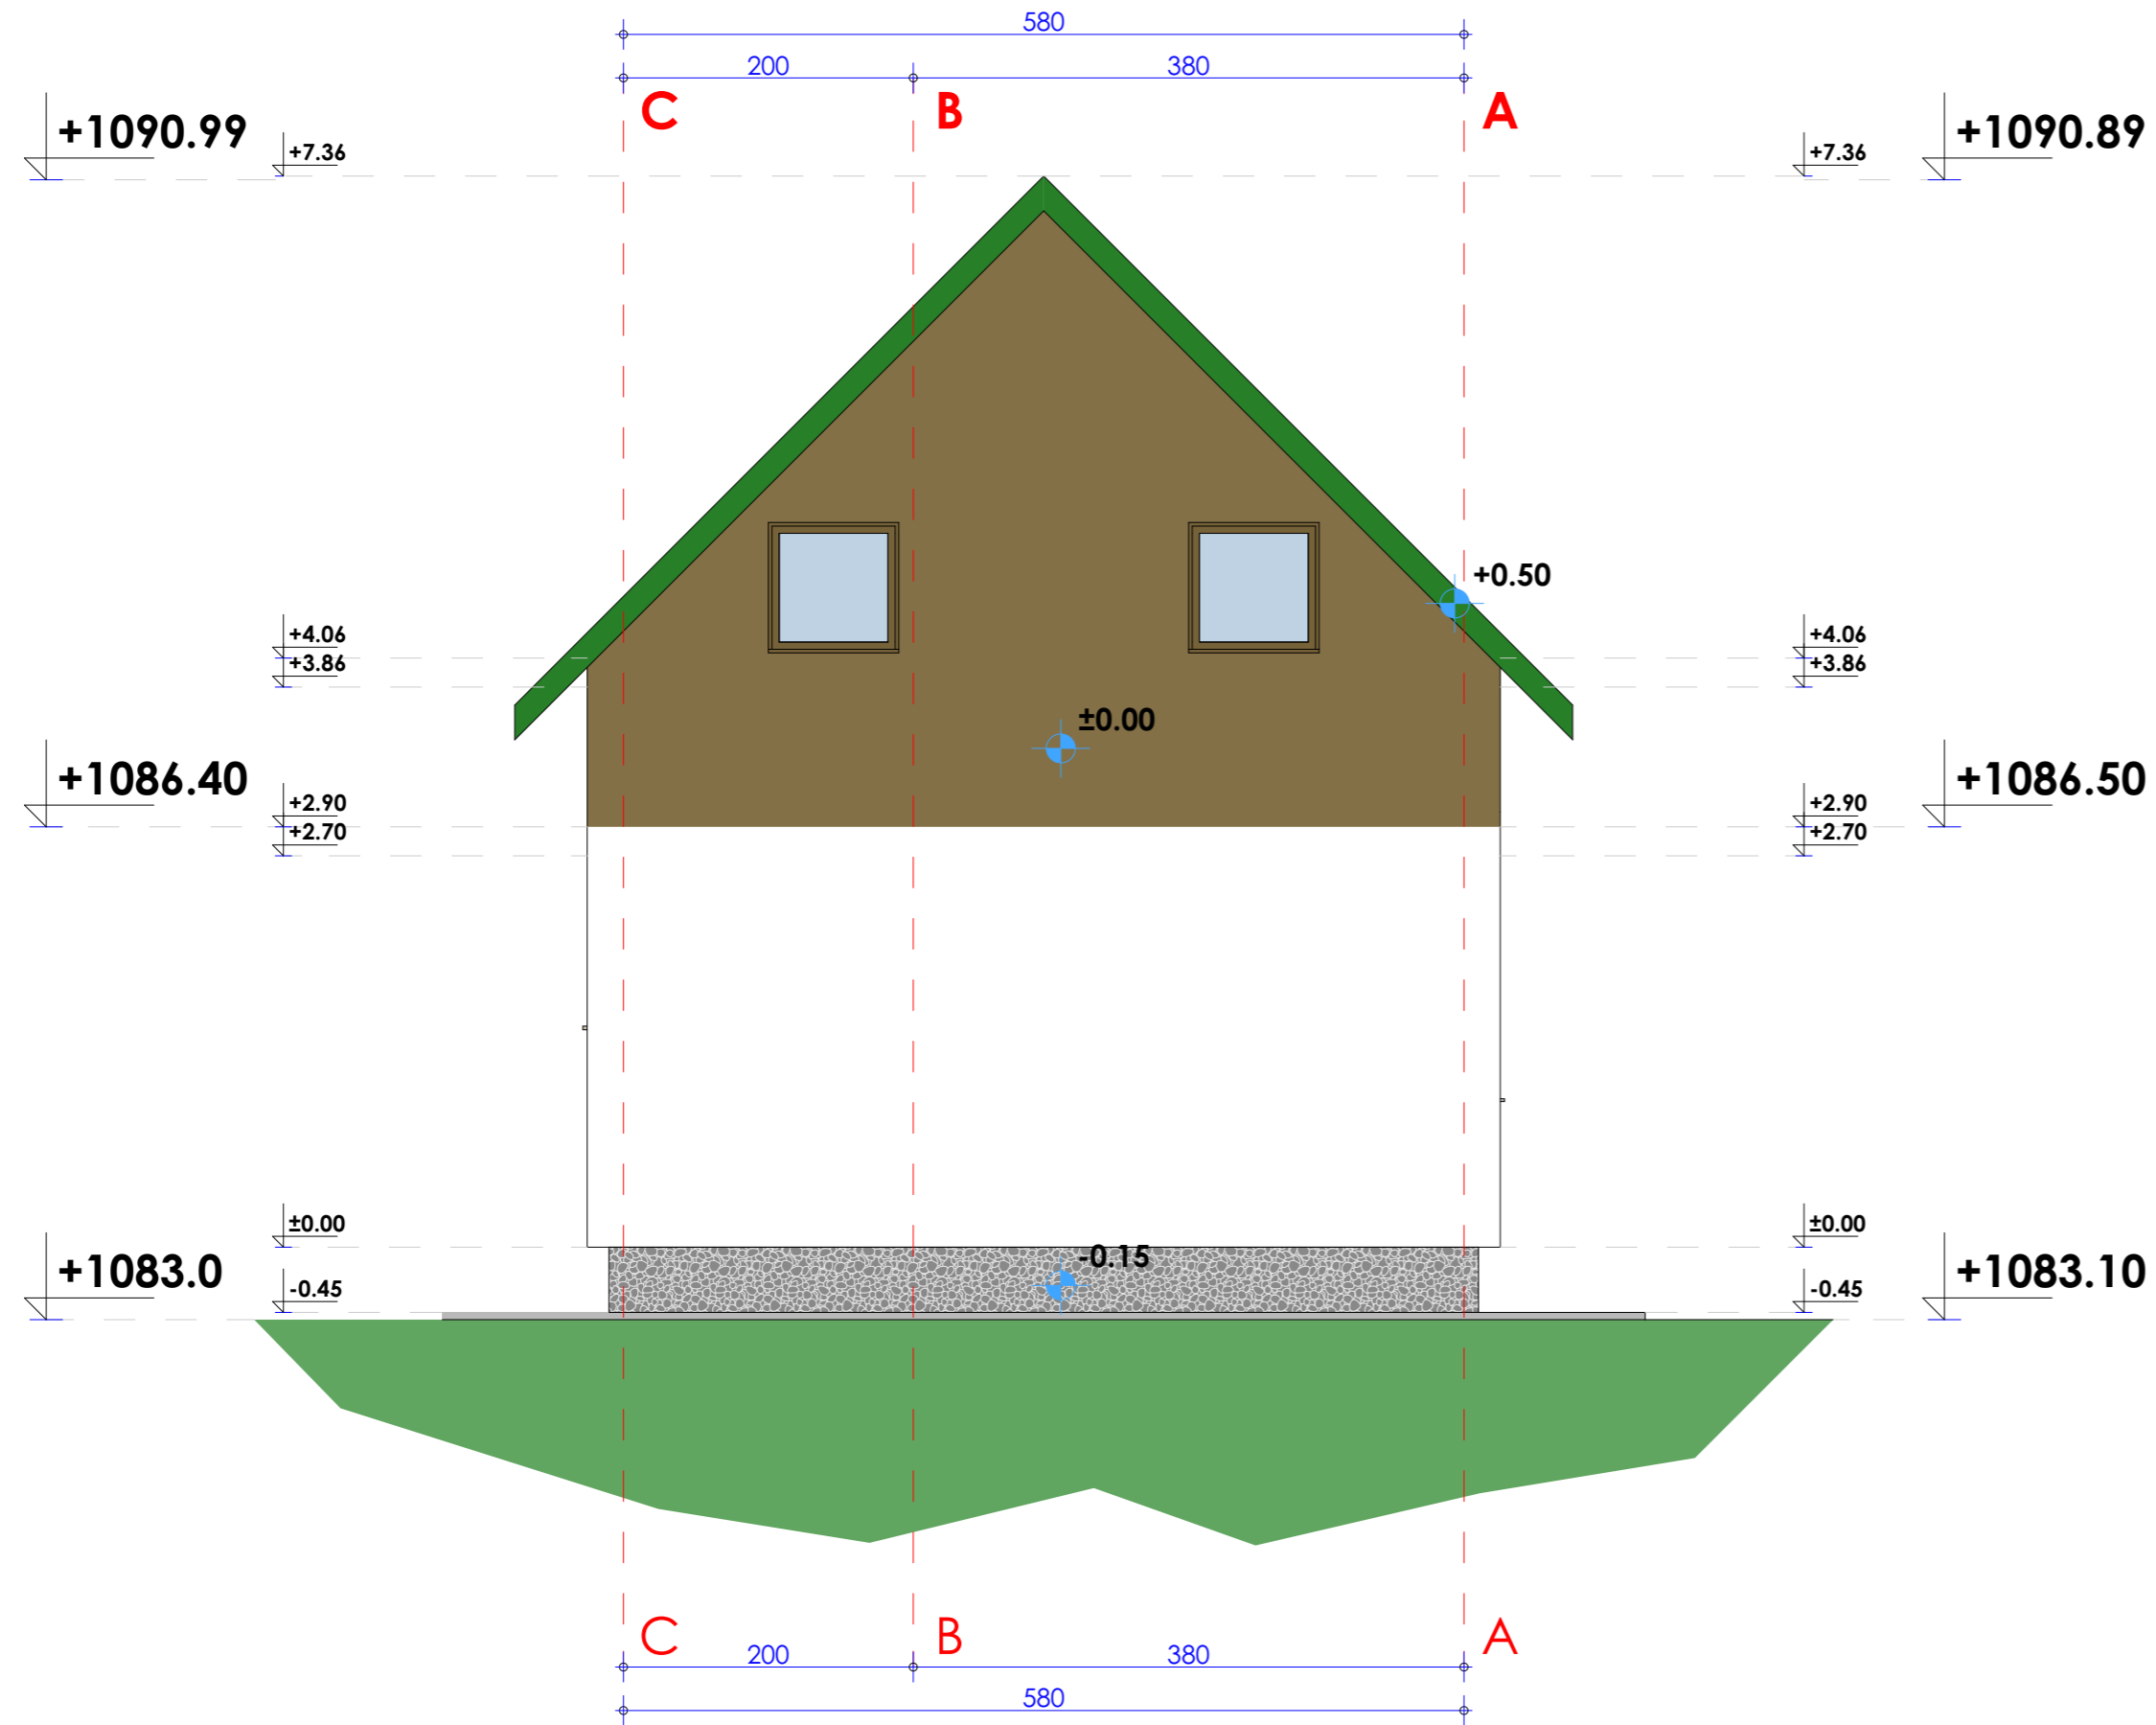 580
200 380
C B A
+1090.99 +7.36 +7.36 +1090.89
+0.50
+4.06 +4.06
+3.86 +3.86
±0.00
+1086.40 +2.90 +2.90 +1086.50
+2.70 +2.70
±0.00 ±0.00
-0.15
+1083.0 -0.45 -0.45 +1083.10
C B A
200 380
580